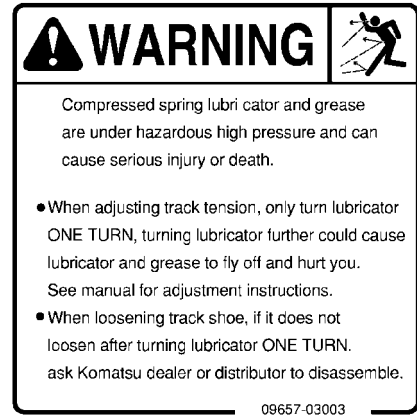 WARNING
Compressed spring lubri cator and grease
are under hazardous high pressure and can
cause serious injury or death.
● When adjusting track tension, only turn lubricator
ONE TURN, turning lubricator further could cause
lubricator and grease to fly off and hurt you.
See manual for adjustment instructions.
● When loosening track shoe, if it does not
loosen after turning lubricator ONE TURN.
ask Komatsu dealer or distributor to disassemble.
09657-03003